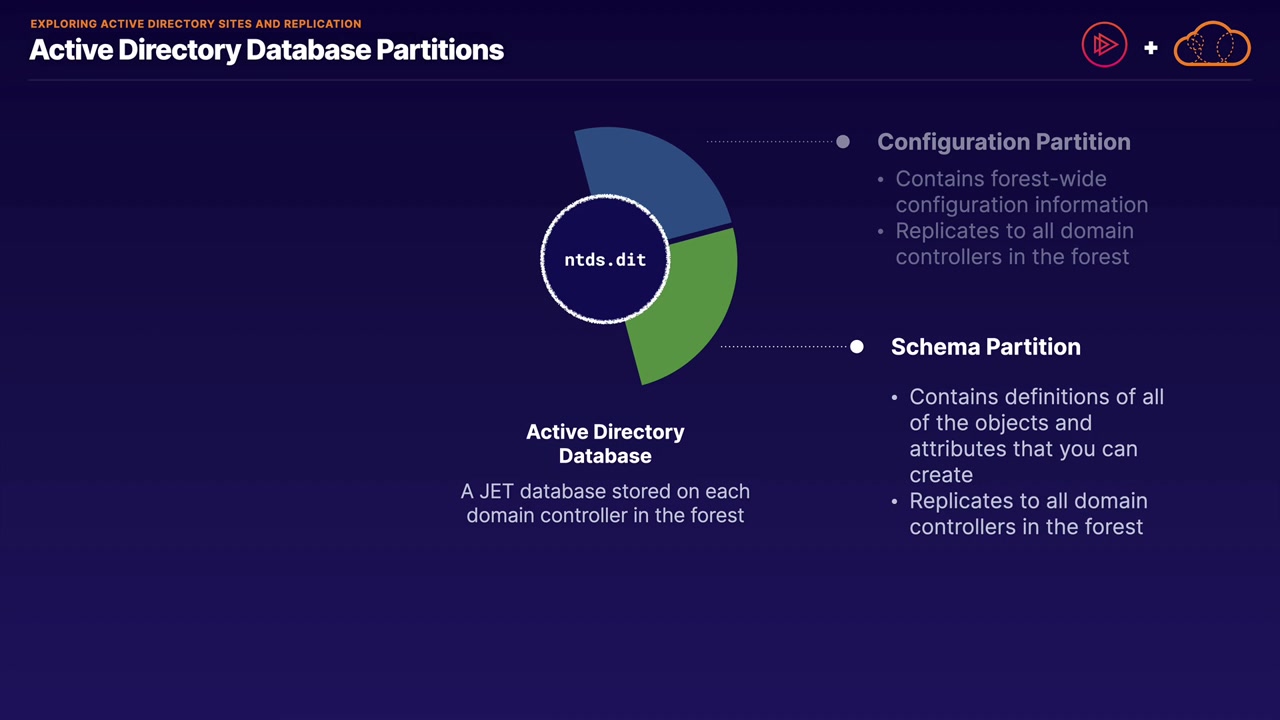 EXPLORING ACTIVE DIRECTORY SITES AND REPLICATION
Active Directory Database Partitions
+
Configuration Partition
• Contains forest-wide
configuration information
• Replicates to all domain
controllers in the forest
ntds.dit
Schema Partition
• Contains definitions of all
of the objects and
attributes that you can
create
• Replicates to all domain
controllers in the forest
Active Directory
Database
A JET database stored on each
domain controller in the forest